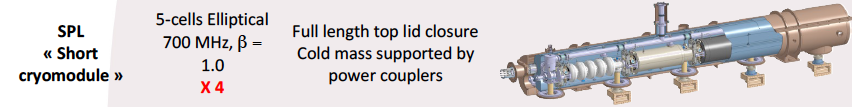 SPL
« Short
cryomodule »
5-cells Elliptical
700 MHz, β =
1.0
X 4
Full length top lid closure
Cold mass supported by
power couplers